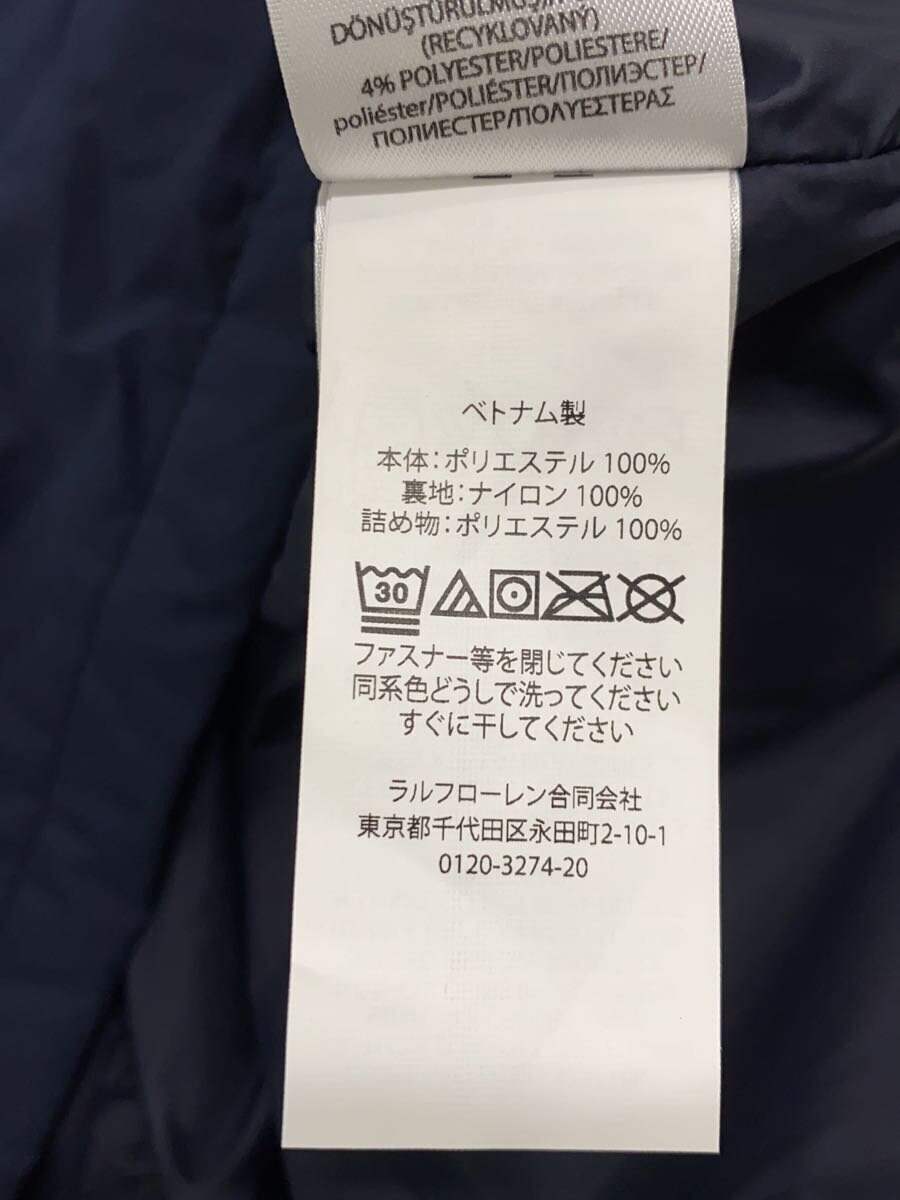 DÖNÜŞTÜRÜLMÜŞ/
(RECYKLOVANÝ)
4% POLYESTER/POLIESTERE/
poliéster/POLIÉSTER/ПОЛИЭСТЕР/
ПОЛИЕСТЕР/ΠΟΛΥΕΣΤΕΡΑΣ
ベトナム製
本体:ポリエステル 100%
裏地:ナイロン 100%
詰め物:ポリエステル 100%
30
ファスナー等を閉じてください
同系色どうしで洗ってください
すぐに干してください
ラルフローレン合同会社
東京都千代田区永田町2-10-1
0120-3274-20